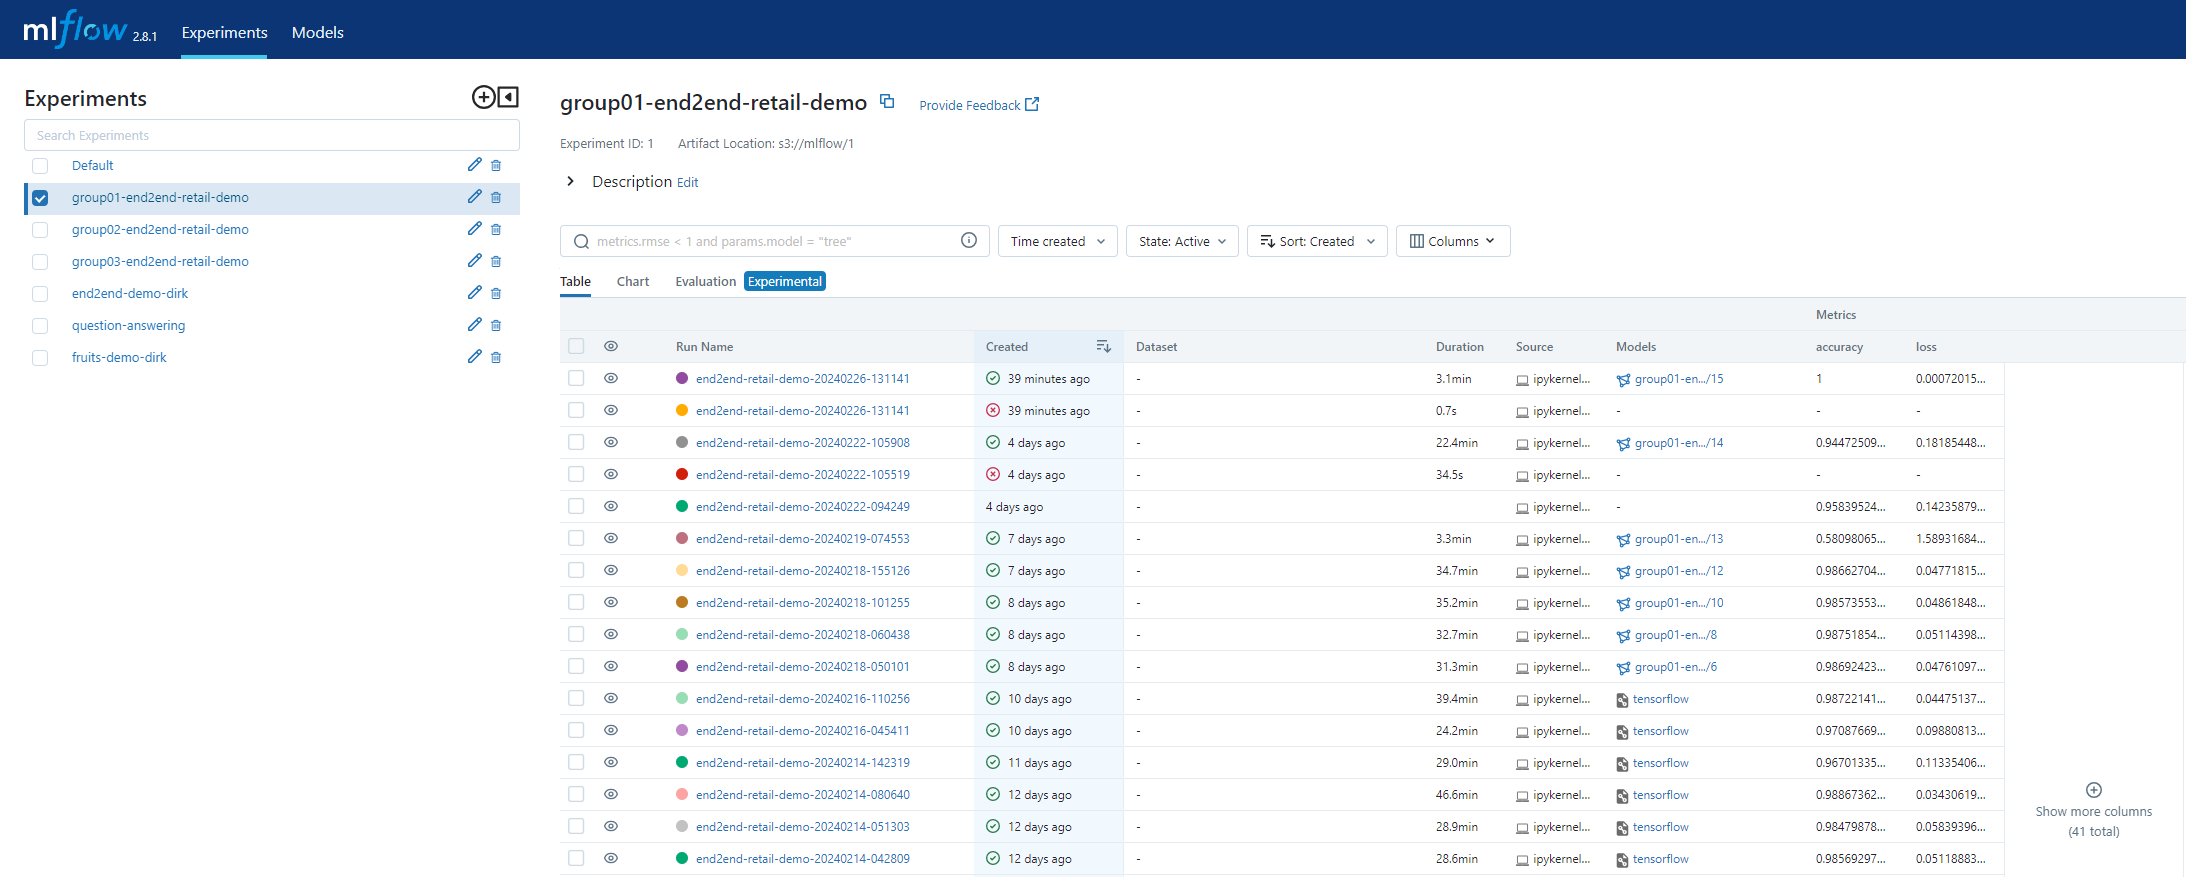 mlflow 2.8.1 Experiments Models
Experiments
Search Experiments
Default
group01-end2end-retail-demo
group02-end2end-retail-demo
group03-end2end-retail-demo
end2end-demo-dirk
question-answering
fruits-demo-dirk
group01-end2end-retail-demo Provide Feedback
Experiment ID: 1 Artifact Location: s3://mlflow/1
Description Edit
metrics.rmse < 1 and params.model = "tree" Time created State: Active Sort: Created Columns
Table Chart Evaluation Experimental
Metrics
Run Name Created Dataset Duration Source Models accuracy loss
end2end-retail-demo-20240226-131141 39 minutes ago - 3.1min ipykernel... group01-en.../15 1 0.00072015...
end2end-retail-demo-20240226-131141 39 minutes ago - 0.7s ipykernel... - - -
end2end-retail-demo-20240222-105908 4 days ago - 22.4min ipykernel... group01-en.../14 0.94472509... 0.18185448...
end2end-retail-demo-20240222-105519 4 days ago - 34.5s ipykernel... - - -
end2end-retail-demo-20240222-094249 4 days ago - ipykernel... - 0.95839524... 0.14235879...
end2end-retail-demo-20240219-074553 7 days ago - 3.3min ipykernel... group01-en.../13 0.58098065... 1.58931684...
end2end-retail-demo-20240218-155126 7 days ago - 34.7min ipykernel... group01-en.../12 0.98662704... 0.04771815...
end2end-retail-demo-20240218-101255 8 days ago - 35.2min ipykernel... group01-en.../10 0.98573553... 0.04861848...
end2end-retail-demo-20240218-060438 8 days ago - 32.7min ipykernel... group01-en.../8 0.98751854... 0.05114398...
end2end-retail-demo-20240218-050101 8 days ago - 31.3min ipykernel... group01-en.../6 0.98692423... 0.04761097...
end2end-retail-demo-20240216-110256 10 days ago - 39.4min ipykernel... tensorflow 0.98722141... 0.04475137...
end2end-retail-demo-20240216-045411 10 days ago - 24.2min ipykernel... tensorflow 0.97087669... 0.09880813...
end2end-retail-demo-20240214-142319 11 days ago - 29.0min ipykernel... tensorflow 0.96701335... 0.11335406...
end2end-retail-demo-20240214-080640 12 days ago - 46.6min ipykernel... tensorflow 0.98867362... 0.03430619...
end2end-retail-demo-20240214-051303 12 days ago - 28.9min ipykernel... tensorflow 0.98479878... 0.05839396...
end2end-retail-demo-20240214-042809 12 days ago - 28.6min ipykernel... tensorflow 0.98569297... 0.05118883...
Show more columns
(41 total)